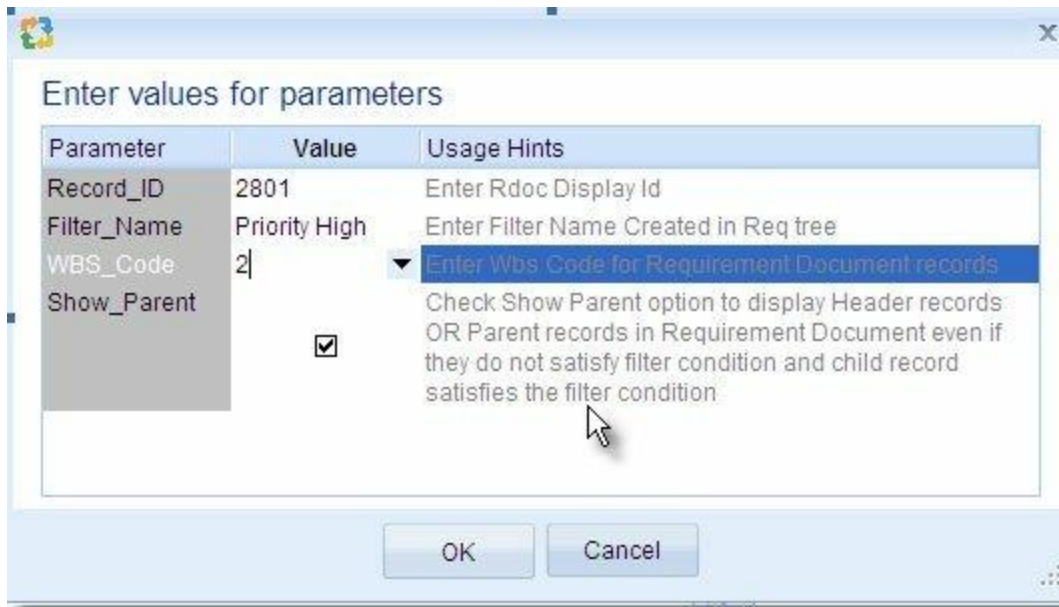 Enter values for parameters
Parameter Value Usage Hints
Record_ID 2801 Enter Rdoc Display Id
Filter_Name Priority High Enter Filter Name Created in Req tree
WBS_Code 2 Enter Wbs Code for Requirement Document records
Show_Parent Check Show Parent option to display Header records
OR Parent records in Requirement Document even if
they do not satisfy filter condition and child record
satisfies the filter condition
OK Cancel